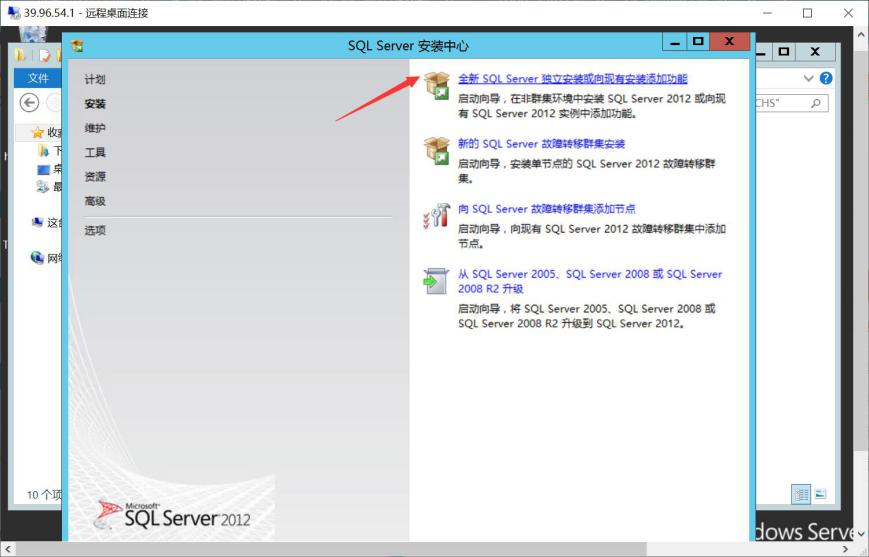 39.96.54.1 - 远程桌面连接
SQL Server 安装中心
文件
CHS"
收
下
桌
最
这
网
10 个项
计划
安装
维护
工具
资源
高级
选项
全新 SQL Server 独立安装或向现有安装添加功能
启动向导，在非群集环境中安装 SQL Server 2012 或向现
有 SQL Server 2012 实例中添加功能。
新的 SQL Server 故障转移群集安装
启动向导，安装单节点的 SQL Server 2012 故障转移群
集。
向 SQL Server 故障转移群集添加节点
启动向导，向现有 SQL Server 2012 故障转移群集中添加
节点。
从 SQL Server 2005、SQL Server 2008 或 SQL Server
2008 R2 升级
启动向导，将 SQL Server 2005、SQL Server 2008 或
SQL Server 2008 R2 升级到 SQL Server 2012。
Microsoft
SQL Server 2012
dows Serve